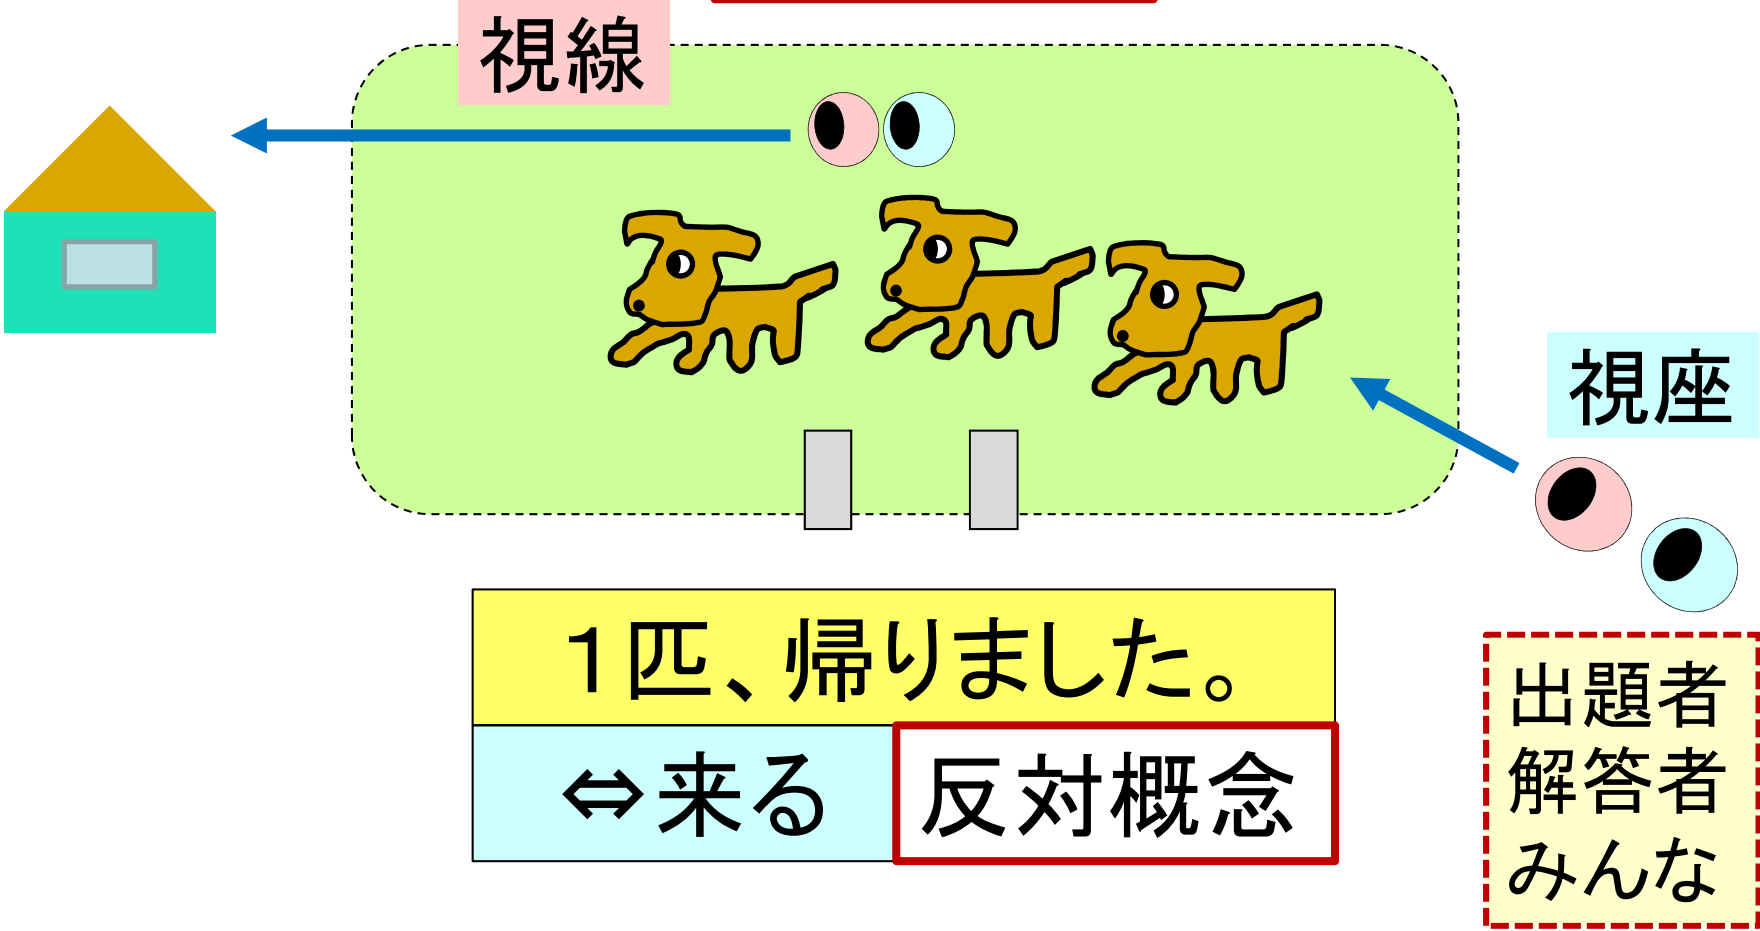 視線
視座
１匹、帰りました。
⇔来る
反対概念
出題者
解答者
みんな